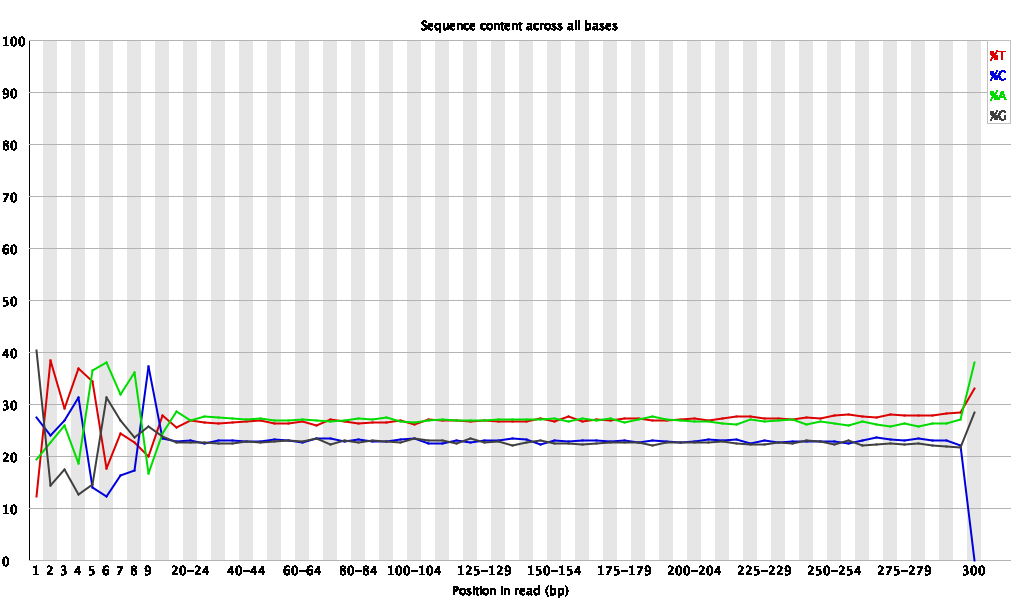 Sequence content across all bases
100
90
80
70
60
50
40
30
20
10
0
%T
%C
%A
%G
1 2 3 4 5 6 7 8 9 20-24 40-44 60-64 80-84 100-104 125-129 150-154 175-179 200-204 225-229 250-254 275-279 300
Position in read (bp)